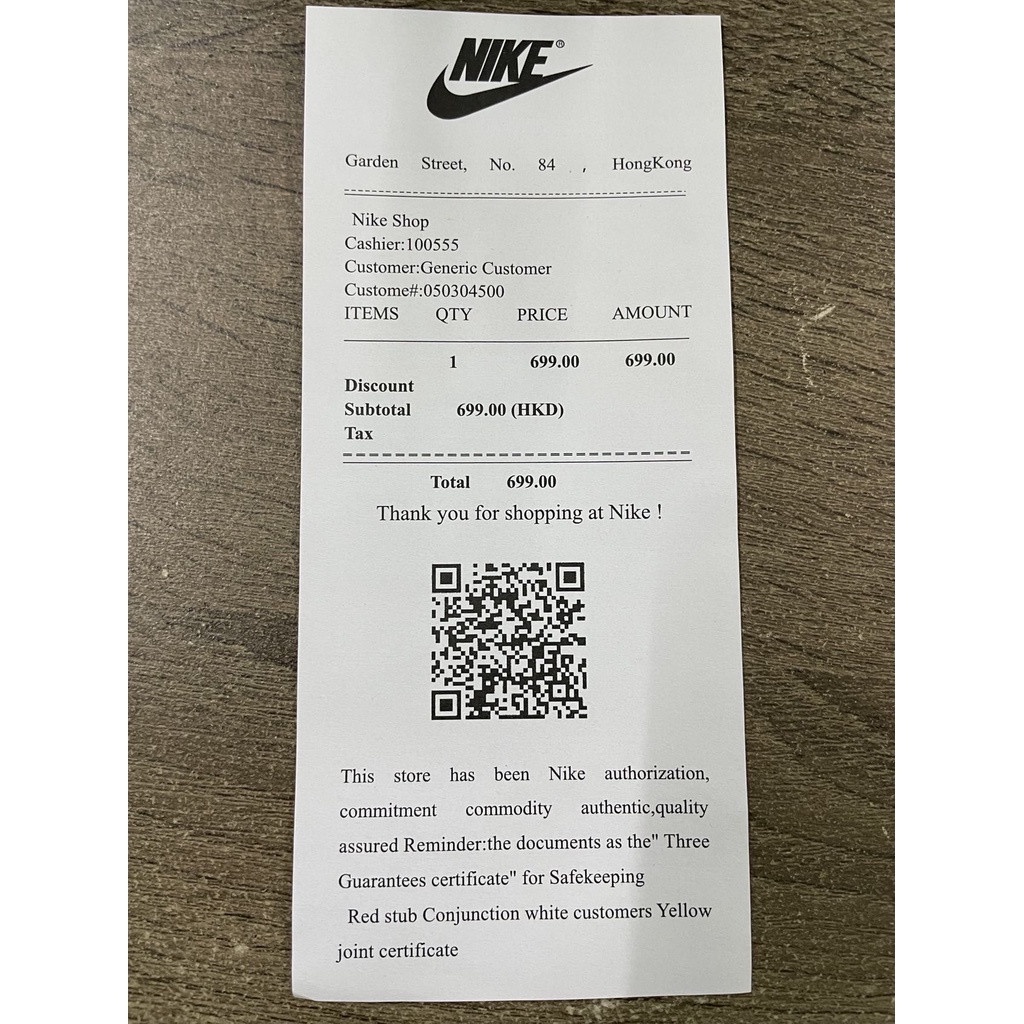 NIKE®
Garden Street, No. 84 , HongKong
Nike Shop
Cashier:100555
Customer:Generic Customer
Custome#:050304500
ITEMS QTY PRICE AMOUNT
1 699.00 699.00
Discount
Subtotal 699.00 (HKD)
Tax
Total 699.00
Thank you for shopping at Nike !
This store has been Nike authorization,
commitment commodity authentic,quality
assured Reminder:the documents as the" Three
Guarantees certificate" for Safekeeping
Red stub Conjunction white customers Yellow
joint certificate